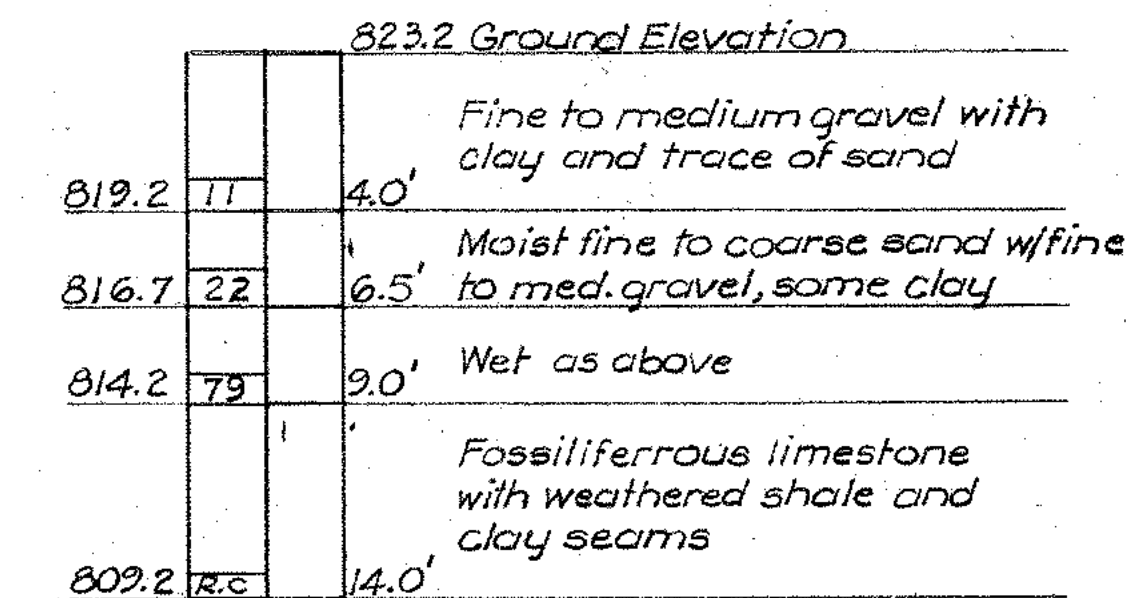 823.2 Ground Elevation
Fine to medium gravel with
clay and trace of sand
819.2 11 4.0'
Moist fine to coarse sand w/fine
816.7 22 6.5' to med. gravel, some clay
Wet as above
814.2 79 9.0'
Fossiliferrous limestone
with weathered shale and
clay seams
809.2 R.C 14.0'